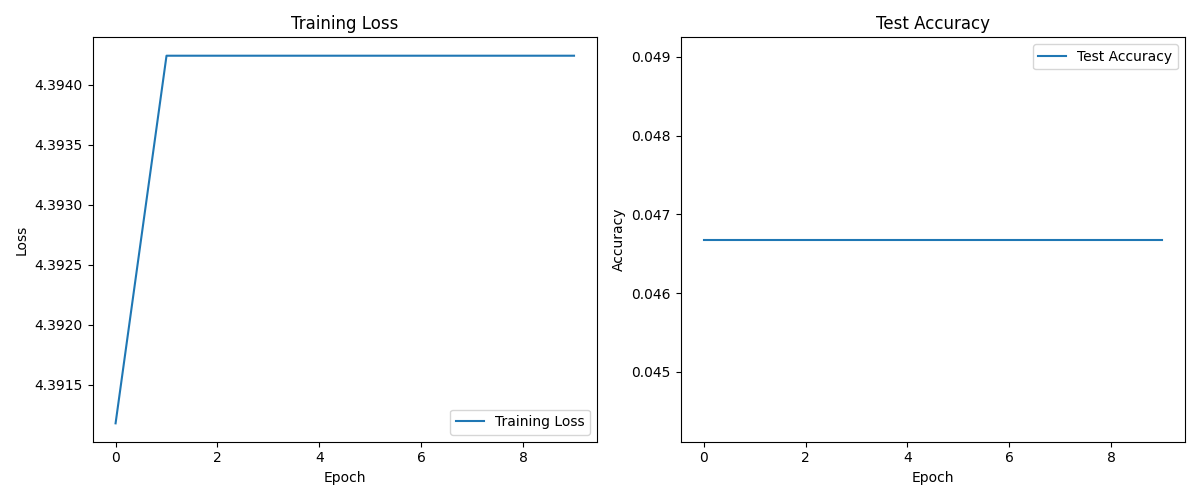 Training Loss
4.3940
4.3935
4.3930
4.3925
4.3920
4.3915
Loss
0 2 4 6 8
Epoch
Training Loss
Test Accuracy
0.049
0.048
0.047
0.046
0.045
Accuracy
0 2 4 6 8
Epoch
Test Accuracy